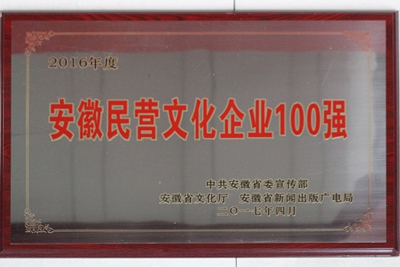 2016年度
安徽民营文化企业100强
中共安徽省委宣传部
安徽省文化厅 安徽省新闻出版广电局
二〇一七年四月